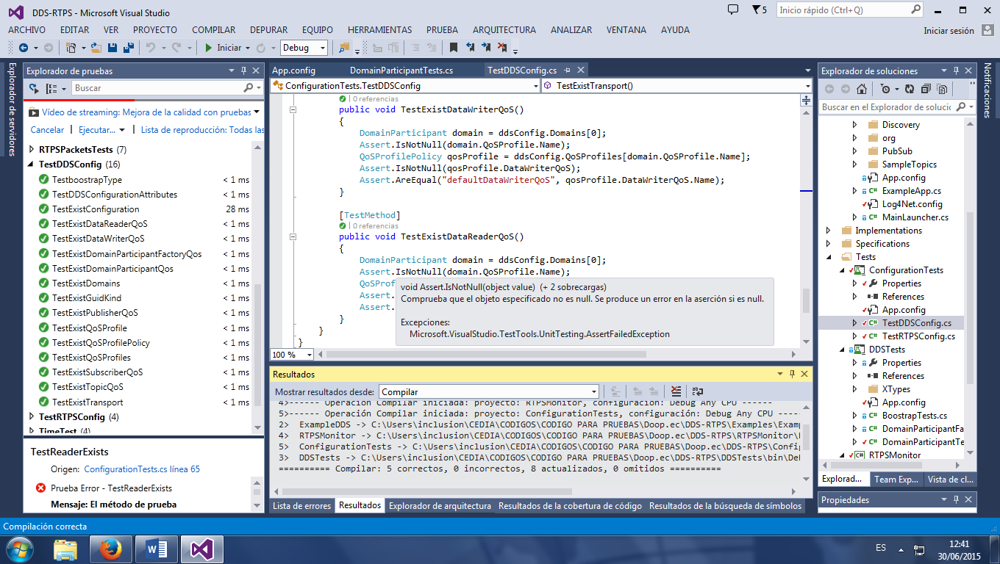 DDS-RTPS - Microsoft Visual Studio
5
Inicio rápido (Ctrl+Q)
ARCHIVO EDITAR VER PROYECTO COMPILAR DEPURAR EQUIPO HERRAMIENTAS PRUEBA ARQUITECTURA ANALIZAR VENTANA AYUDA
Iniciar sesión
Iniciar
Debug
Explorador de servidores
Explorador de pruebas
Buscar
Vídeo de streaming: Mejora de la calidad con pruebas
Cancelar | Ejecutar... | Lista de reproducción: Todas las
RTPSPacketsTests (7)
TestDDSConfig (16)
TestboostrapType < 1 ms
TestDDSConfigurationAttributes < 1 ms
TestExistConfiguration 28 ms
TestExistDataReaderQoS < 1 ms
TestExistDataWriterQoS < 1 ms
TestExistDomainParticipantFactoryQos < 1 ms
TestExistDomainParticipantQos < 1 ms
TestExistDomains < 1 ms
TestExistGuidKind < 1 ms
TestExistPublisherQoS < 1 ms
TestExistQoSProfile < 1 ms
TestExistQoSProfilePolicy < 1 ms
TestExistQoSProfiles < 1 ms
TestExistSubscriberQoS < 1 ms
TestExistTopicQoS < 1 ms
TestExistTransport < 1 ms
TestRTPSConfig (4)
TimeTest (4)
TestReaderExists
Origen: ConfigurationTests.cs línea 65
Prueba Error - TestReaderExists
Mensaje: El método de prueba
App.config DomainParticipantTests.cs TestDDSConfig.cs
ConfigurationTests.TestDDSConfig TestExistTransport()
0 referencias
public void TestExistDataWriterQoS()
{
DomainParticipant domain = ddsConfig.Domains[0];
Assert.IsNotNull(domain.QoSProfile.Name);
QoSProfilePolicy qosProfile = ddsConfig.QoSProfiles[domain.QoSProfile.Name];
Assert.IsNotNull(qosProfile.DataWriterQoS);
Assert.AreEqual("defaultDataWriterQoS", qosProfile.DataWriterQoS.Name);
}
[TestMethod]
0 referencias
public void TestExistDataReaderQoS()
{
DomainParticipant domain = ddsConfig.Domains[0];
Assert.IsNotNull(domain.QoSProfile.Name);
QoSProf
Assert.
Assert.
}
}
}
void Assert.IsNotNull(object value) (+ 2 sobrecargas)
Comprueba que el objeto especificado no es null. Se produce un error en la aserción si es null.
Excepciones:
Microsoft.VisualStudio.TestTools.UnitTesting.AssertFailedException
100 %
Resultados
Mostrar resultados desde: Compilar
4>------ Operación Compilar iniciada: proyecto: RTPSMonitor, configuración: Debug Any CPU ------
5>------ Operación Compilar iniciada: proyecto: ConfigurationTests, configuración: Debug Any CPU -----
2> ExampleDDS -> C:\Users\inclusion\CEDIA\CODIGOS\CODIGO PARA PRUEBAS\Doop.ec\DDS-RTPS\Examples\Examp
4> RTPSMonitor -> C:\Users\inclusion\CEDIA\CODIGOS\CODIGO PARA PRUEBAS\Doop.ec\DDS-RTPS\RTPSMonitor\
5> ConfigurationTests -> C:\Users\inclusion\CEDIA\CODIGOS\CODIGO PARA PRUEBAS\Doop.ec\DDS-RTPS\Config
3> DDSTests -> C:\Users\inclusion\CEDIA\CODIGOS\CODIGO PARA PRUEBAS\Doop.ec\DDS-RTPS\DDSTests\bin\Deb
========== Compilar: 5 correctos, 0 incorrectos, 8 actualizados, 0 omitidos ==========
Lista de errores Resultados Explorador de arquitectura Resultados de la cobertura de código Resultados de la búsqueda de símbolos
Explorador de soluciones
Buscar en el Explorador de solucio
Discovery
org
PubSub
SampleTopics
App.config
ExampleApp.cs
Log4Net.config
MainLauncher.cs
Implementations
Specifications
Tests
ConfigurationTests
Properties
References
App.config
TestDDSConfig.cs
TestRTPSConfig.cs
DDSTests
Properties
References
XTypes
App.config
BoostrapTests.cs
DomainParticipantFa
DomainParticipantTe
RTPSMonitor
Explorad... Team Exp... Vista de cl...
Propiedades
Notificaciones
Compilación correcta
ES
12:41
30/06/2015